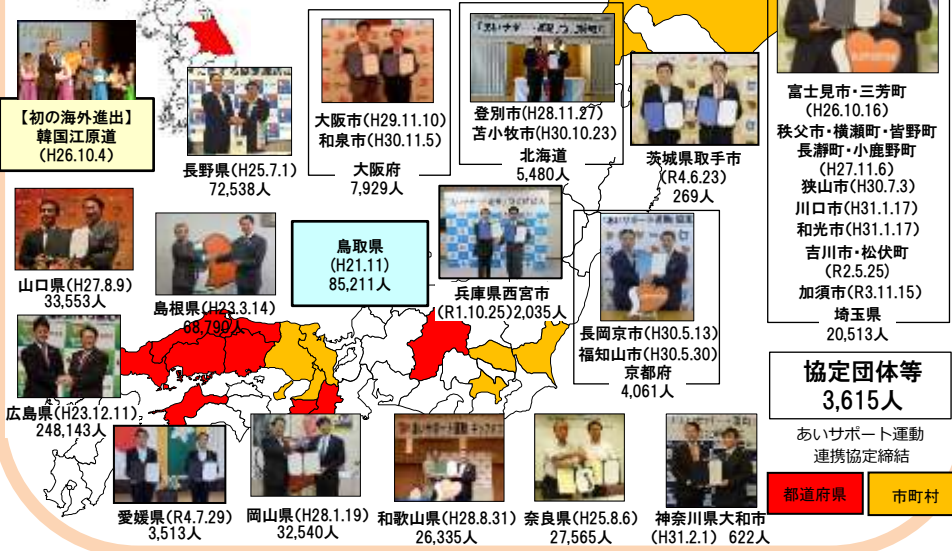 【初の海外進出】
韓国江原道
(H26.10.4)
長野県(H25.7.1)
72,538人
大阪市(H29.11.10)
和泉市(H30.11.5)
大阪府
7,929人
登別市(H28.11.27)
苫小牧市(H30.10.23)
北海道
5,480人
茨城県取手市
(R4.6.23)
269人
富士見市・三芳町
(H26.10.16)
秩父市・横瀬町・皆野町
長瀞町・小鹿野町
(H27.11.6)
狭山市(H30.7.3)
川口市(H31.1.17)
和光市(H31.1.17)
吉川市・松伏町
(R2.5.25)
加須市(R3.11.15)
埼玉県
20,513人
山口県(H27.8.9)
33,553人
島根県(H23.3.14)
68,790人
鳥取県
(H21.11)
85,211人
兵庫県西宮市
(R1.10.25)2,035人
長岡京市(H30.5.13)
福知山市(H30.5.30)
京都府
4,061人
広島県(H23.12.11)
248,143人
協定団体等
3,615人
あいサポート運動
連携協定締結
都道府県
市町村
愛媛県(R4.7.29)
3,513人
岡山県(H28.1.19)
32,540人
和歌山県(H28.8.31)
26,335人
奈良県(H25.8.6)
27,565人
神奈川県大和市
(H31.2.1) 622人